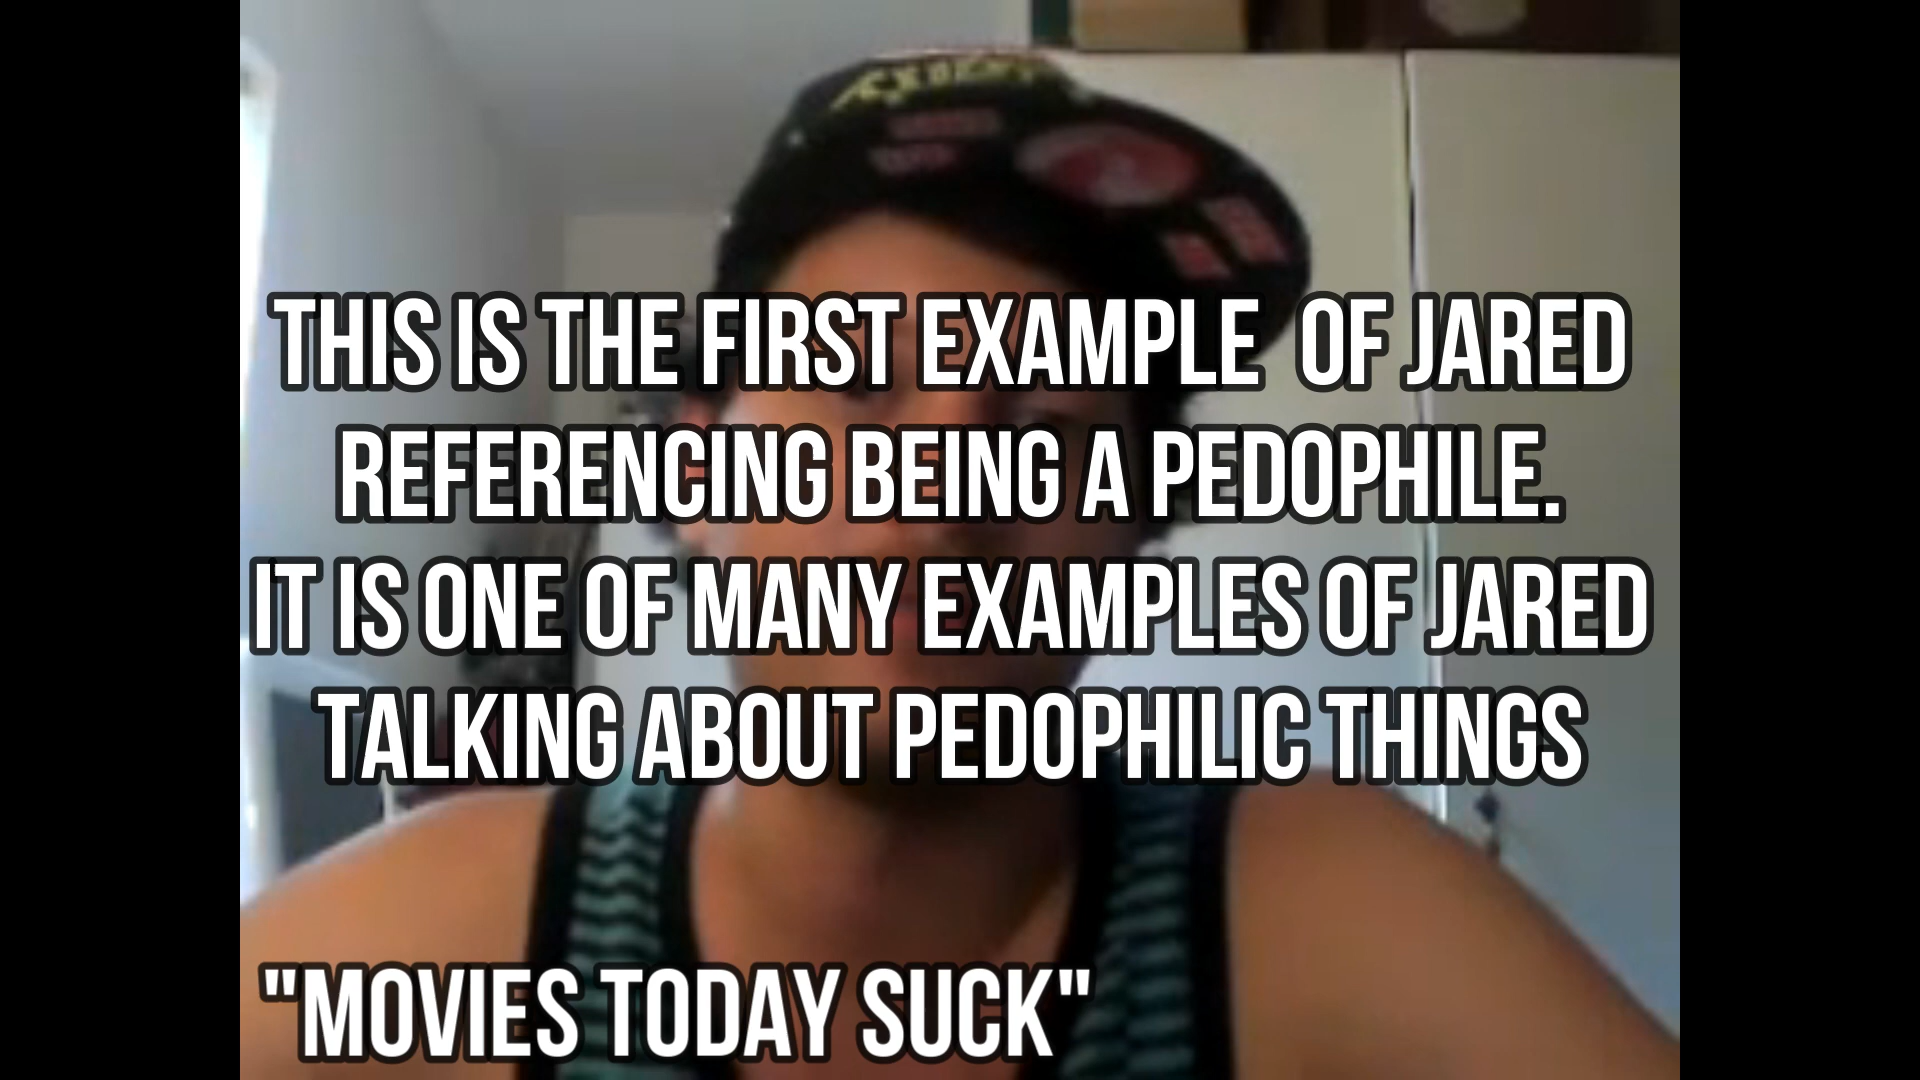 THIS IS THE FIRST EXAMPLE OF JARED
REFERENCING BEING A PEDOPHILE.
IT IS ONE OF MANY EXAMPLES OF JARED
TALKING ABOUT PEDOPHILIC THINGS
"MOVIES TODAY SUCK"